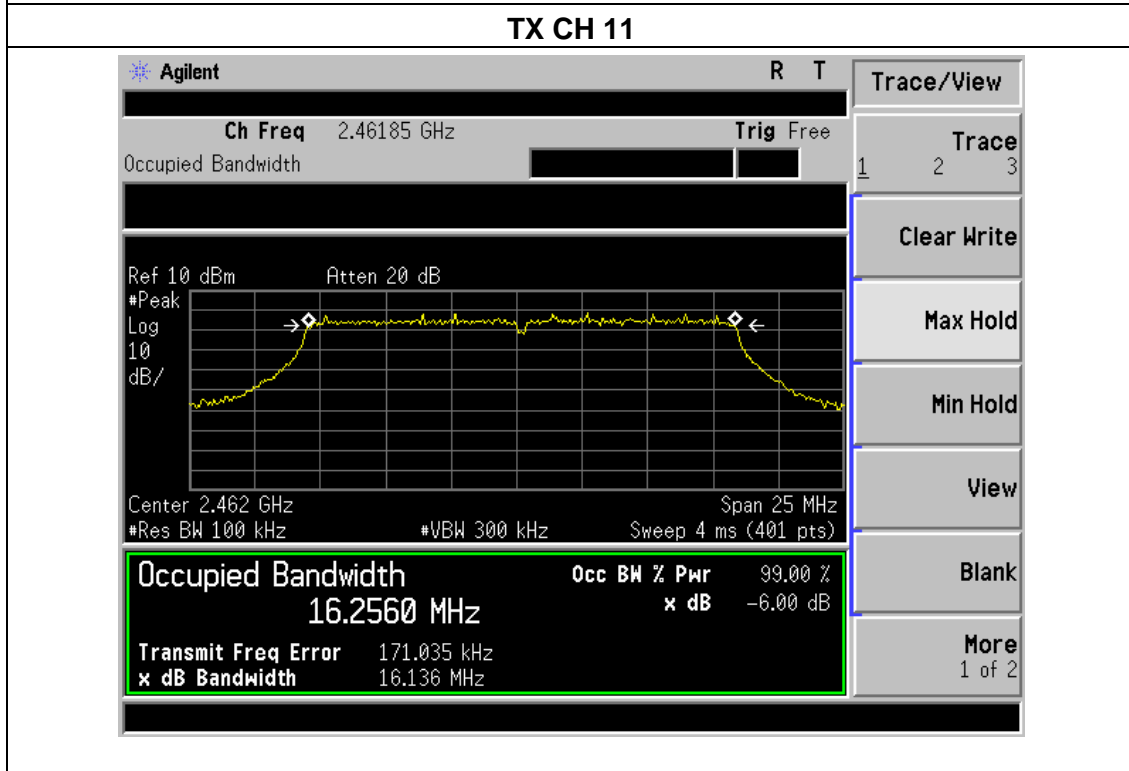 TX CH 11
Agilent R T
Trace/View
Ch Freq 2.46185 GHz Trig Free
Occupied Bandwidth
Trace
1 2 3
Clear Write
Max Hold
Min Hold
View
Blank
More
1 of 2
Ref 10 dBm Atten 20 dB
#Peak
Log
10
dB/
Center 2.462 GHz Span 25 MHz
#Res BW 100 kHz #VBW 300 kHz Sweep 4 ms (401 pts)
Occupied Bandwidth Occ BW % Pwr 99.00 %
16.2560 MHz x dB -6.00 dB
Transmit Freq Error 171.035 kHz
x dB Bandwidth 16.136 MHz